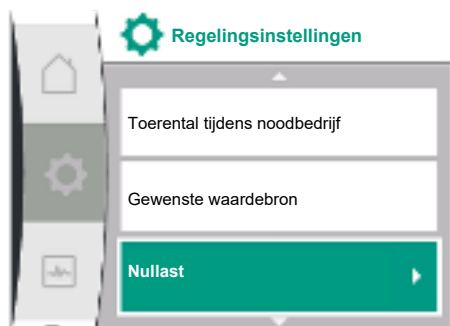 Regelingsinstellingen
Toerental tijdens noodbedrijf
Gewenste waardebron
Nullast